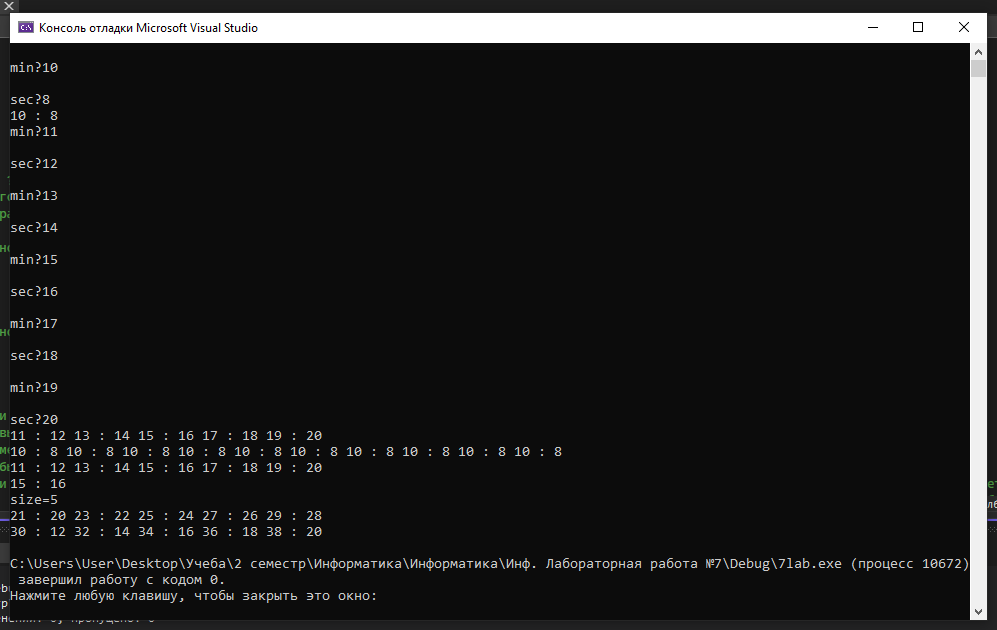 Консоль отладки Microsoft Visual Studio
min?10
sec?8
10 : 8
min?11
sec?12
min?13
sec?14
min?15
sec?16
min?17
sec?18
min?19
sec?20
11 : 12 13 : 14 15 : 16 17 : 18 19 : 20
10 : 8 10 : 8 10 : 8 10 : 8 10 : 8 10 : 8 10 : 8 10 : 8 10 : 8 10 : 8
11 : 12 13 : 14 15 : 16 17 : 18 19 : 20
15 : 16
size=5
21 : 20 23 : 22 25 : 24 27 : 26 29 : 28
30 : 12 32 : 14 34 : 16 36 : 18 38 : 20
C:\Users\User\Desktop\Учеба\2 семестр\Информатика\Информатика\Инф. Лабораторная работа №7\Debug\7lab.exe (процесс 10672)
завершил работу с кодом 0.
Нажмите любую клавишу, чтобы закрыть это окно: